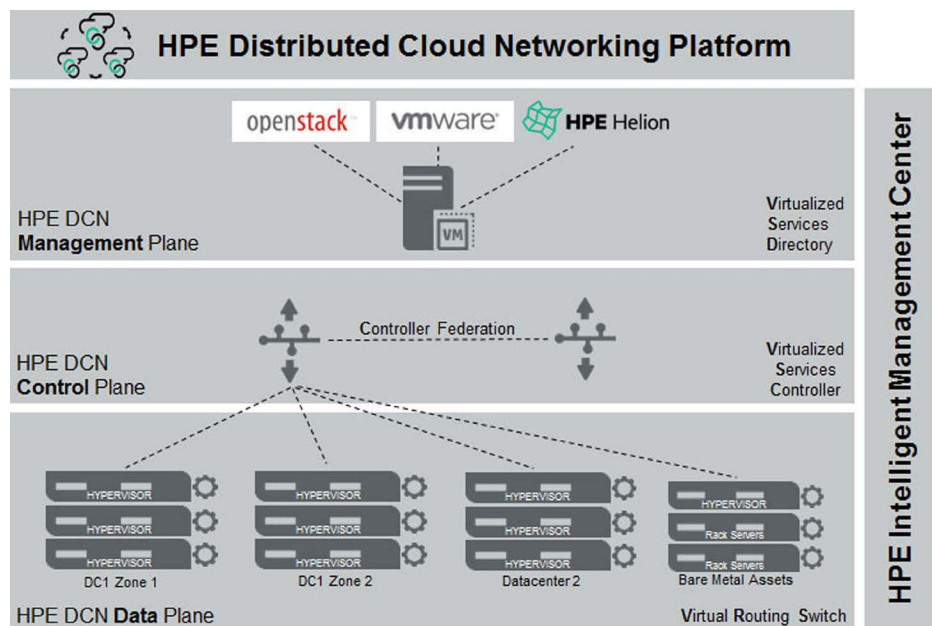 HPE Distributed Cloud Networking Platform
openstack™
vmware®
HPE Helion
VM
HPE DCN
Management Plane
Virtualized
Services
Directory
Controller Federation
HPE DCN
Control Plane
Virtualized
Services
Controller
HYPERVISOR
HYPERVISOR
HYPERVISOR
DC1 Zone 1
HYPERVISOR
HYPERVISOR
HYPERVISOR
DC1 Zone 2
HYPERVISOR
HYPERVISOR
HYPERVISOR
Datacenter 2
HYPERVISOR
Rack Servers
Rack Servers
Bare Metal Assets
HPE DCN Data Plane
Virtual Routing Switch
HPE Intelligent Management Center